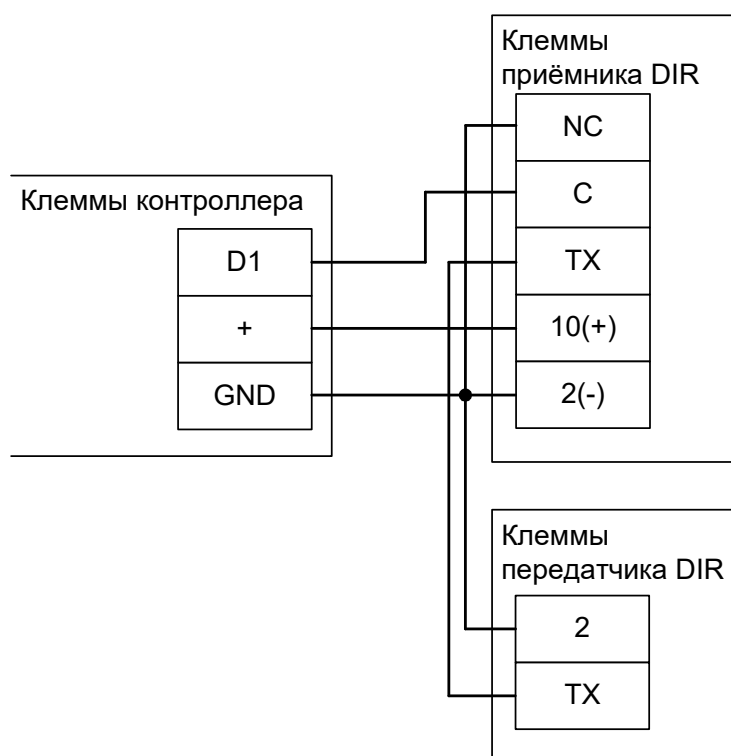 Клеммы
приёмника DIR
NC
C
TX
10(+)
2(-)
Клеммы контроллера
D1
+
GND
Клеммы
передатчика DIR
2
TX